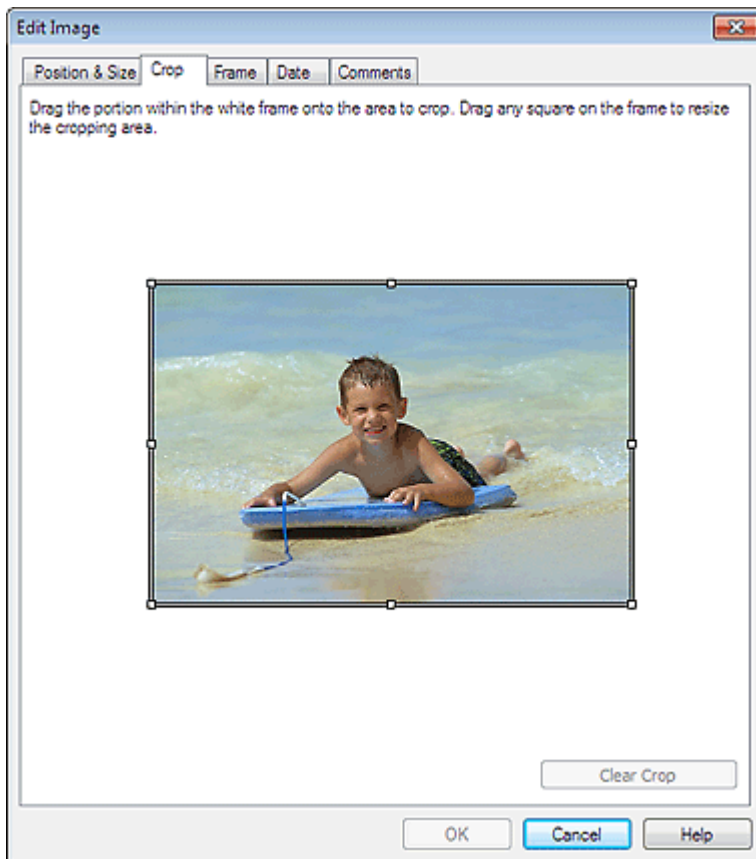 Edit Image
Position & Size Crop Frame Date Comments
Drag the portion within the white frame onto the area to crop. Drag any square on the frame to resize
the cropping area.
Clear Crop
OK Cancel Help